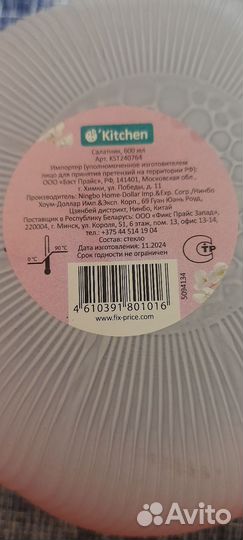 Kitchen
Салатник, 600 мл
Арт. KST240764
Импортер (уполномоченное изготовителем
лицо для принятия претензий на территории РФ):
ООО «Бэст Прайс», РФ, 141401, Московская обл.,
г. Химки, ул. Победы, д. 11
Производитель: Ningbo Home-Dollar Imp.&Exp. Corp./Нинбо
Хоум-Доллар Имп.&Эксп. Корп., 69 Гуан Юань Роуд,
Цзянбей дистрикт, Нинбо, Китай
Поставщик в Республику Беларусь: ООО «Фикс Прайс Запад»,
220004, г. Минск, ул. Короля, 51, 6 этаж, пом. 13, офис 13-14,
тел.: +375 44 514 19 04
Состав: стекло
Дата изготовления: 11.2024
Срок годности не ограничен
90 °C
0 °C
СТР
4 610391 801016
5094134
www.fix-price.com
Avito